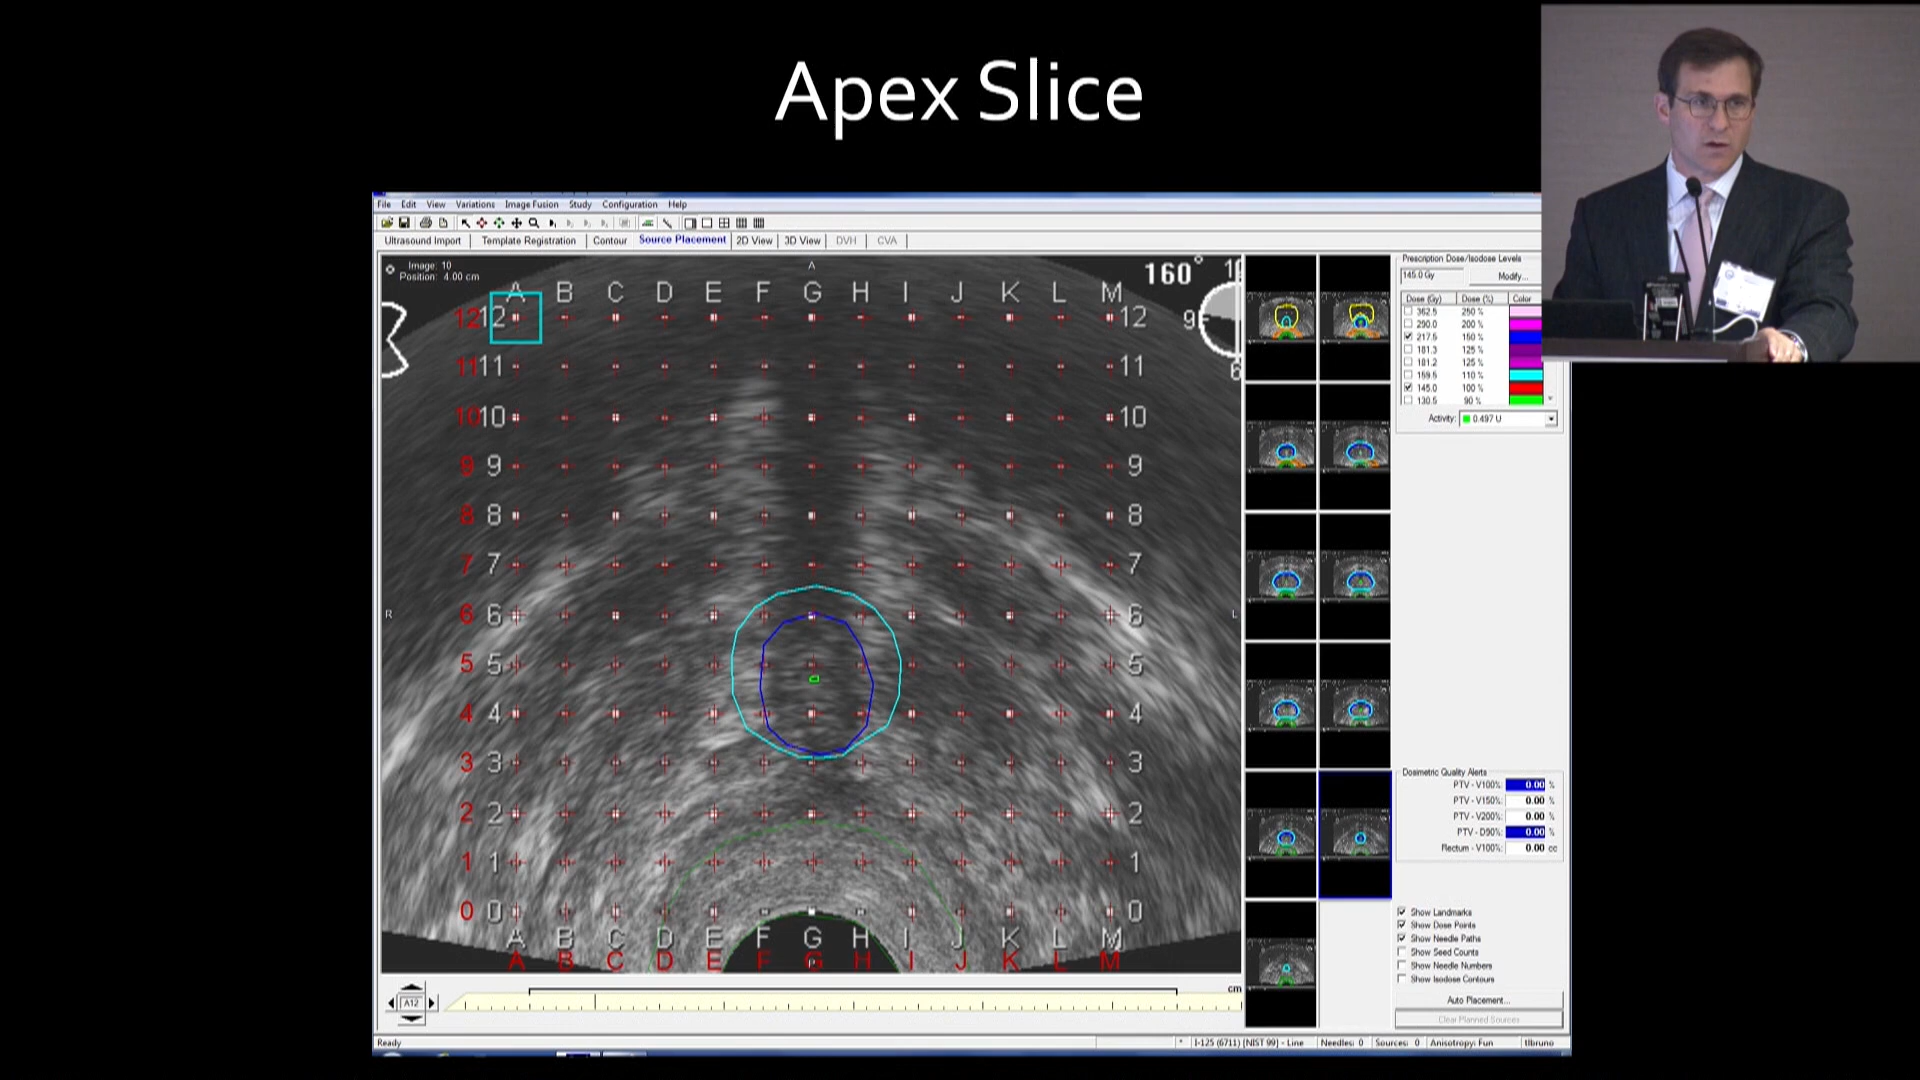 Apex Slice
File Edit View Variations Image Fusion Study Configuration Help
Ultrasound Import Template Registration Contour Source Placement 2D View 3D View DVH CVA
Image: 10
Position: 4.00 cm
A
160°
A B C D E F G H I J K L M
12 12 12
9
11 11 11
6
10 10 10
9 9 9
8 8 8
7 7 7
R 6 6 6 L
5 5 5
4 4 4
3 3 3
2 2 2
1 1 1
0 0 0
A B C D E F G H I J K L M
A B C D E F G H I J K L M
cm
A12
Prescription Dose/Isodose Levels
145.0 Gy Modify...
Dose (Gy) Dose (%) Color
362.5 250 %
290.0 200 %
217.5 150 %
181.3 125 %
181.2 125 %
159.5 110 %
145.0 100 %
130.5 90 %
Activity: 0.497 U
Dosimetric Quality Alerts
PTV - V100%: 0.00 %
PTV - V150%: 0.00 %
PTV - V200%: 0.00 %
PTV - D90%: 0.00 %
Rectum - V100%: 0.00 cc
Show Landmarks
Show Dose Points
Show Needle Paths
Show Seed Counts
Show Needle Numbers
Show Isodose Contours
Auto Placement...
Clear Planned Sources
Ready
I-125 (6711) [NIST 99] - Line Needles: 0 Sources: 0 Anisotropy: Fun tlbruno